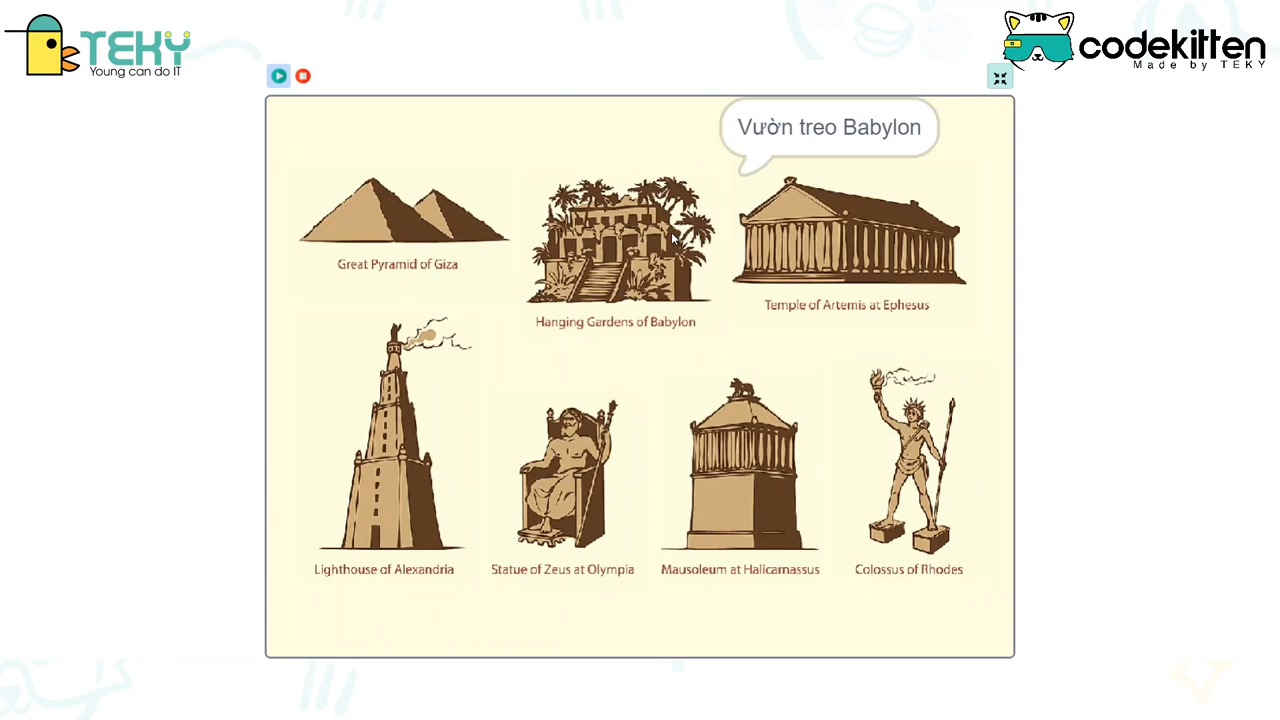 TEKY
Young can do IT
codekitten
Made by TEKY
Vườn treo Babylon
Great Pyramid of Giza
Hanging Gardens of Babylon
Temple of Artemis at Ephesus
Lighthouse of Alexandria
Statue of Zeus at Olympia
Mausoleum at Halicarnassus
Colossus of Rhodes